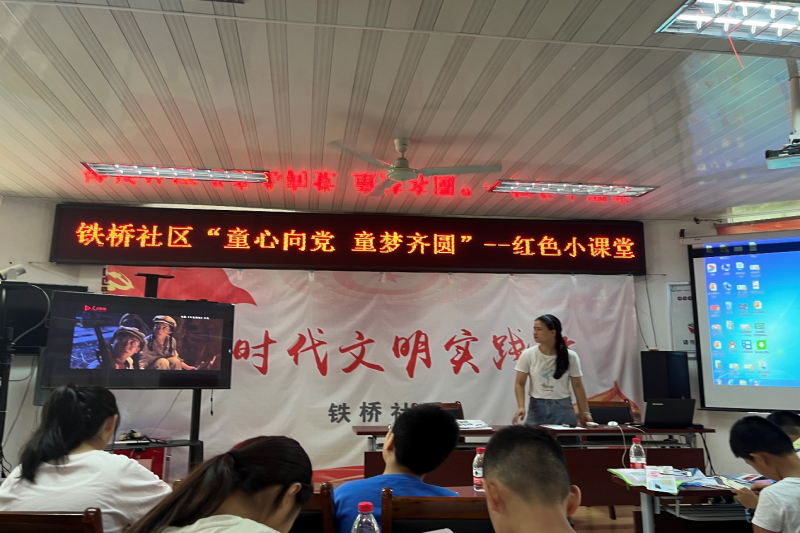 铁桥社区“童心向党 童梦齐圆”--红色小课堂
时代文明实践
铁桥社